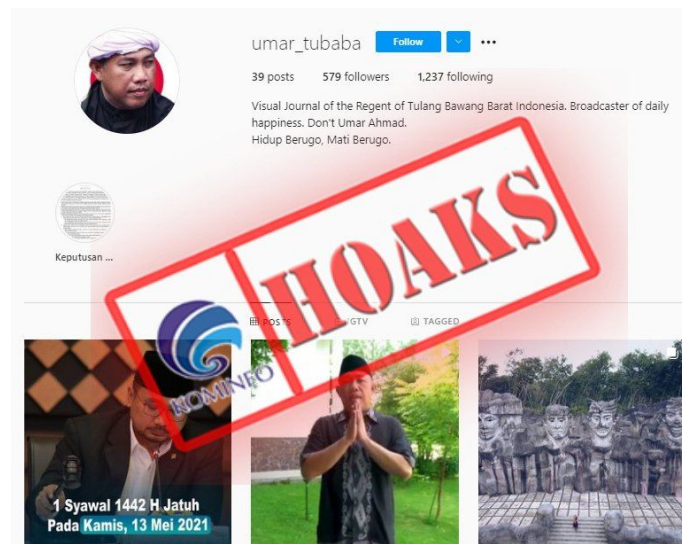 umar_tubaba Follow
39 posts 579 followers 1,237 following
Visual Journal of the Regent of Tulang Bawang Barat Indonesia. Broadcaster of daily
happiness. Don't Umar Ahmad.
Hidup Berugo, Mati Berugo.
Keputusan ...
HOAKS
KOMINFO
POSTS IGTV TAGGED
1 Syawal 1442 H Jatuh
Pada Kamis, 13 Mei 2021